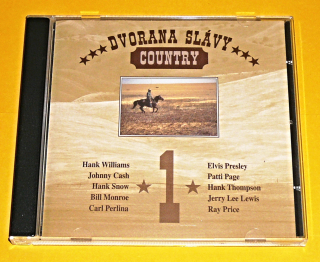 DVORANA SLÁVY
COUNTRY
Hank Williams
Johnny Cash
Hank Snow
Bill Monroe
Carl Perlina
1
Elvis Presley
Patti Page
Hank Thompson
Jerry Lee Lewis
Ray Price